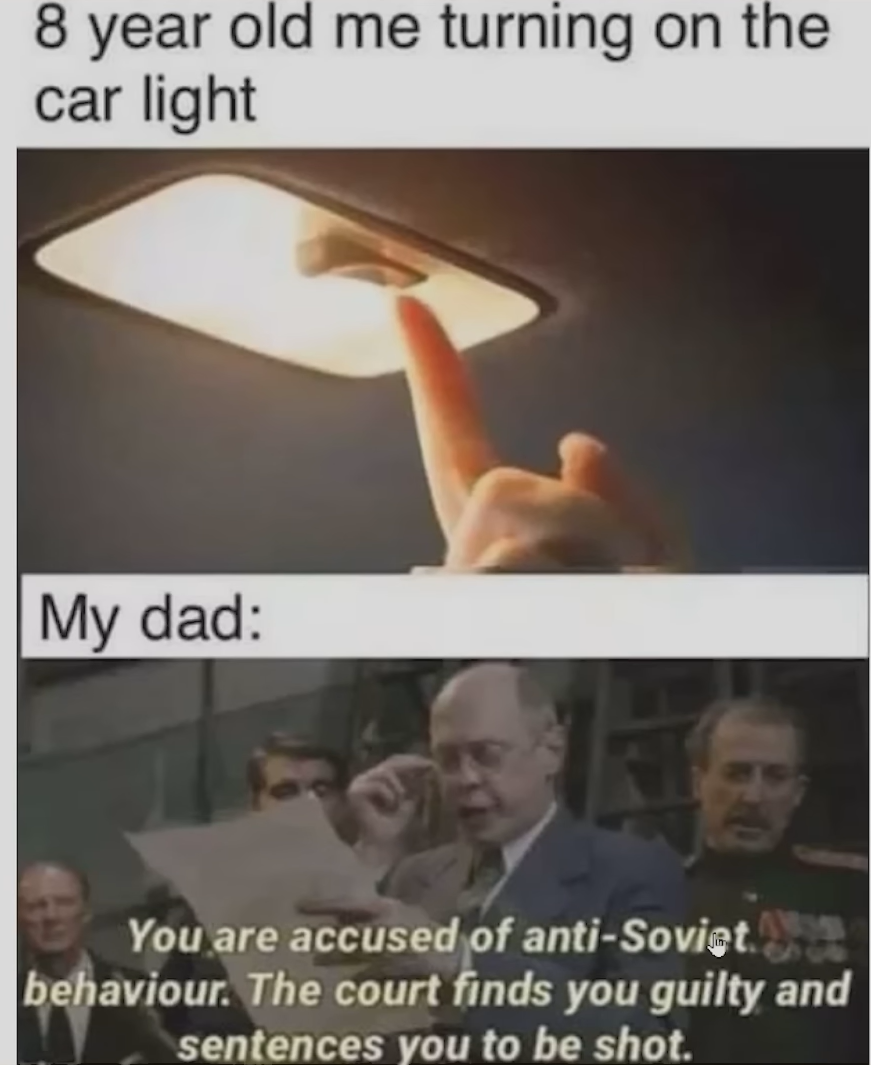 8 year old me turning on the
car light
My dad:
You are accused of anti-Soviet
behaviour. The court finds you guilty and
sentences you to be shot.